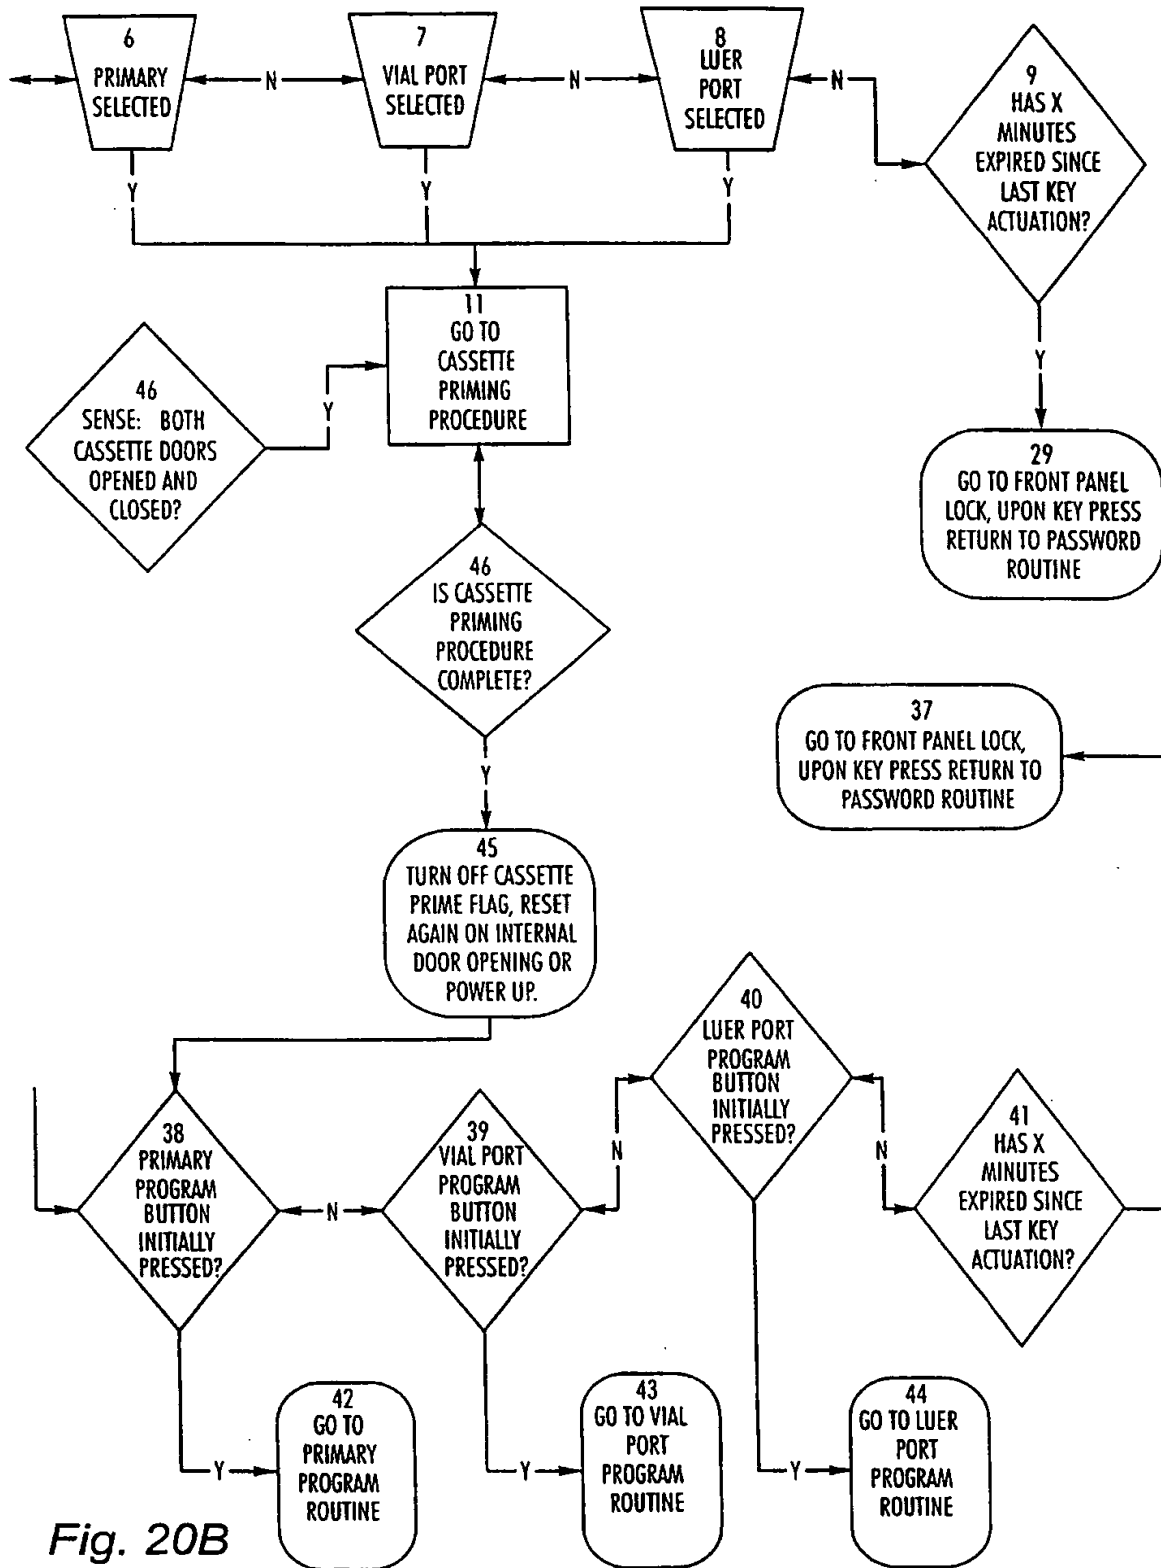 6
PRIMARY
SELECTED
N
7
VIAL PORT
SELECTED
N
8
LUER
PORT
SELECTED
N
9
HAS X
MINUTES
EXPIRED SINCE
LAST KEY
ACTUATION?
Y
Y
Y
11
GO TO
CASSETTE
PRIMING
PROCEDURE
Y
46
SENSE: BOTH
CASSETTE DOORS
OPENED AND
CLOSED?
Y
29
GO TO FRONT PANEL
LOCK, UPON KEY PRESS
RETURN TO PASSWORD
ROUTINE
46
IS CASSETTE
PRIMING
PROCEDURE
COMPLETE?
37
GO TO FRONT PANEL LOCK,
UPON KEY PRESS RETURN TO
PASSWORD ROUTINE
Y
45
TURN OFF CASSETTE
PRIME FLAG, RESET
AGAIN ON INTERNAL
DOOR OPENING OR
POWER UP.
38
PRIMARY
PROGRAM
BUTTON
INITIALLY
PRESSED?
N
39
VIAL PORT
PROGRAM
BUTTON
INITIALLY
PRESSED?
N
40
LUER PORT
PROGRAM
BUTTON
INITIALLY
PRESSED?
N
41
HAS X
MINUTES
EXPIRED SINCE
LAST KEY
ACTUATION?
Y
42
GO TO
PRIMARY
PROGRAM
ROUTINE
Y
43
GO TO VIAL
PORT
PROGRAM
ROUTINE
Y
44
GO TO LUER
PORT
PROGRAM
ROUTINE
Fig. 20B